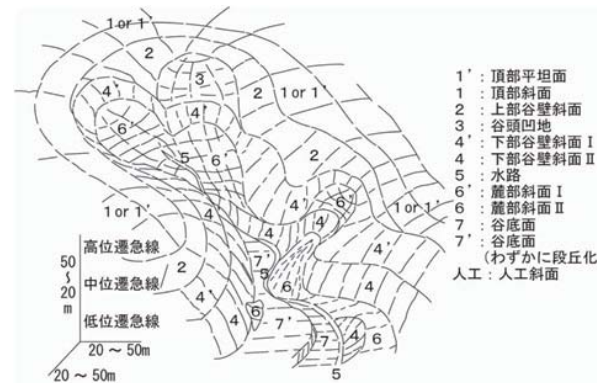 1 or 1'
1 or 1'
2
3
2
1 or 1'
4'
4'
6'
6'
5
2
6'
4'
4
1 or 1'
4
4
4'
高位遷急線
7'
5
2
50
〜
20
m
中位遷急線
6
4
4'
低位遷急線
6
4
7'
7
4
6
20 〜 50m
20 〜 50m
5
1'：頂部平坦面
1：頂部斜面
2：上部谷壁斜面
3：谷頭凹地
4'：下部谷壁斜面Ⅰ
4：下部谷壁斜面Ⅱ
5：水路
6'：麓部斜面Ⅰ
6：麓部斜面Ⅱ
7：谷底面
7'：谷底面
(わずかに段丘化
人工：人工斜面